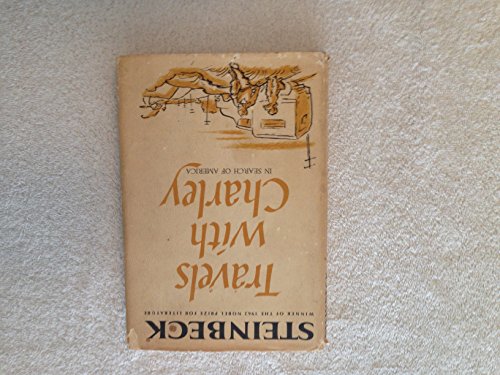 STEINBECK
WINNER OF THE 1962 NOBEL PRIZE FOR LITERATURE
Travels
with
Charley
IN SEARCH OF AMERICA